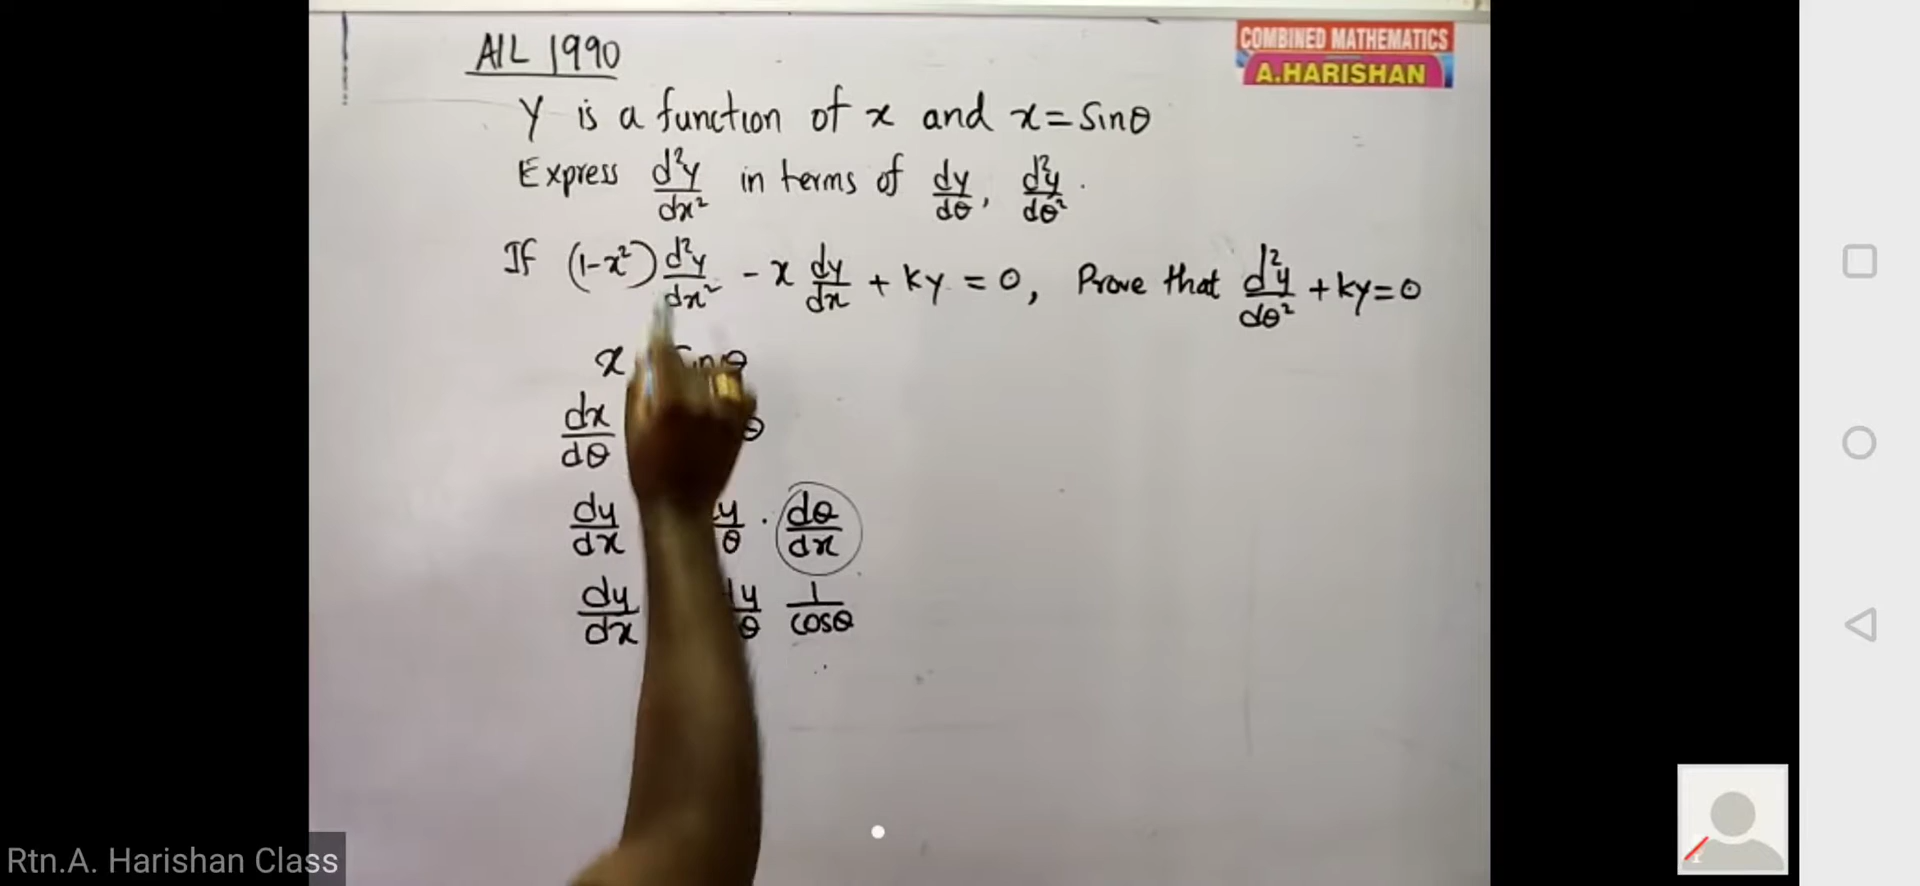 A/L 1990
COMBINED MATHEMATICS
A.HARISHAN
Y is a function of x and x = Sinθ
Express d²y/dx² in terms of dy/dθ, d²y/dθ².
If (1-x²) d²y/dx² - x dy/dx + ky = 0, Prove that d²y/dθ² + ky = 0
x Sinθ
dx/dθ θ
dy/dx y/θ · dθ/dx
dy/dx dy/θ 1/cosθ
Rtn.A. Harishan Class